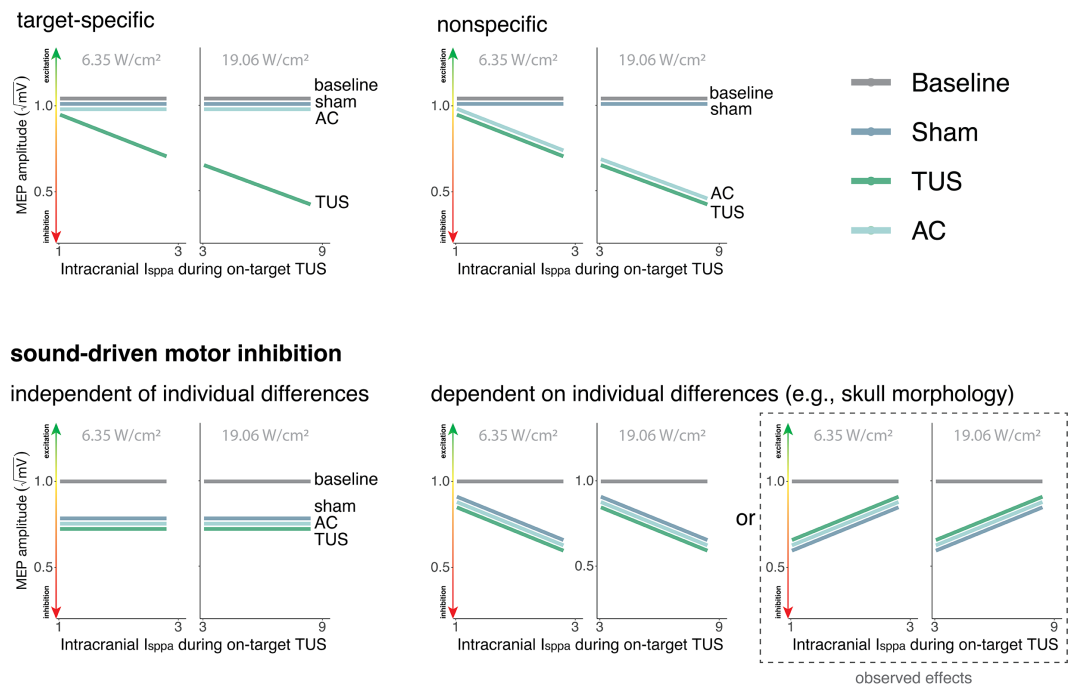 target-specific
nonspecific
6.35 W/cm²
19.06 W/cm²
excitation
inhibition
MEP amplitude (√mV)
1.0
0.5
baseline
sham
AC
TUS
1
3
3
9
Intracranial Isppa during on-target TUS
6.35 W/cm²
19.06 W/cm²
excitation
inhibition
1.0
0.5
baseline
sham
AC
TUS
1
3
3
9
Intracranial Isppa during on-target TUS
Baseline
Sham
TUS
AC
sound-driven motor inhibition
independent of individual differences
dependent on individual differences (e.g., skull morphology)
6.35 W/cm²
19.06 W/cm²
excitation
inhibition
MEP amplitude (√mV)
1.0
0.5
baseline
sham
AC
TUS
1
3
3
9
Intracranial Isppa during on-target TUS
6.35 W/cm²
19.06 W/cm²
excitation
inhibition
1.0
0.5
1
3
3
9
Intracranial Isppa during on-target TUS
or
6.35 W/cm²
19.06 W/cm²
excitation
inhibition
1.0
0.5
1
3
3
9
Intracranial Isppa during on-target TUS
observed effects